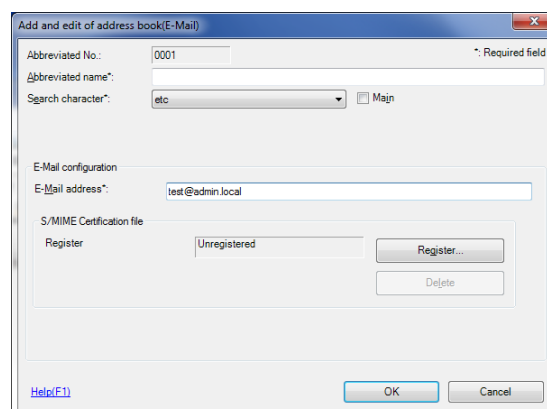 Add and edit of address book(E-Mail)
Abbreviated No.: 0001 *: Required field
Abbreviated name*:
Search character*: etc Main
E-Mail configuration
E-Mail address*: test@admin.local
S/MIME Certification file
Register Unregistered Register...
Delete
Help(F1) OK Cancel